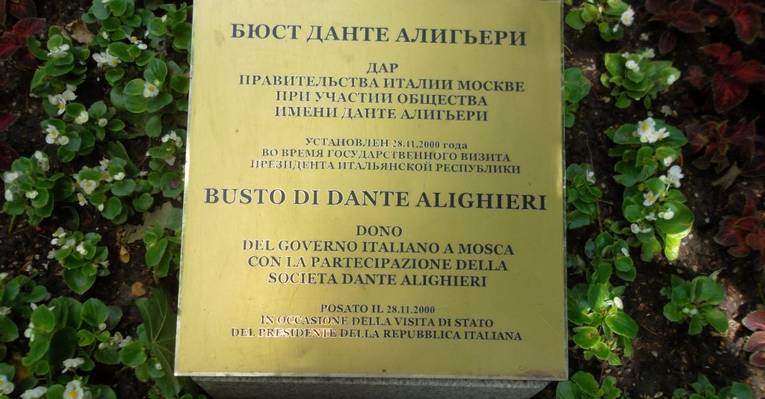 БЮСТ ДАНТЕ АЛИГЬЕРИ
ДАР
ПРАВИТЕЛЬСТВА ИТАЛИИ МОСКВЕ
ПРИ УЧАСТИИ ОБЩЕСТВА
ИМЕНИ ДАНТЕ АЛИГЬЕРИ
УСТАНОВЛЕН 28.11.2000 года
ВО ВРЕМЯ ГОСУДАРСТВЕННОГО ВИЗИТА
ПРЕЗИДЕНТА ИТАЛЬЯНСКОЙ РЕСПУБЛИКИ
BUSTO DI DANTE ALIGHIERI
DONO
DEL GOVERNO ITALIANO A MOSCA
CON LA PARTECIPAZIONE DELLA
SOCIETA DANTE ALIGHIERI
POSATO IL 28.11.2000
IN OCCASIONE DELLA VISITA DI STATO
DEL PRESIDENTE DELLA REPUBBLICA ITALIANA